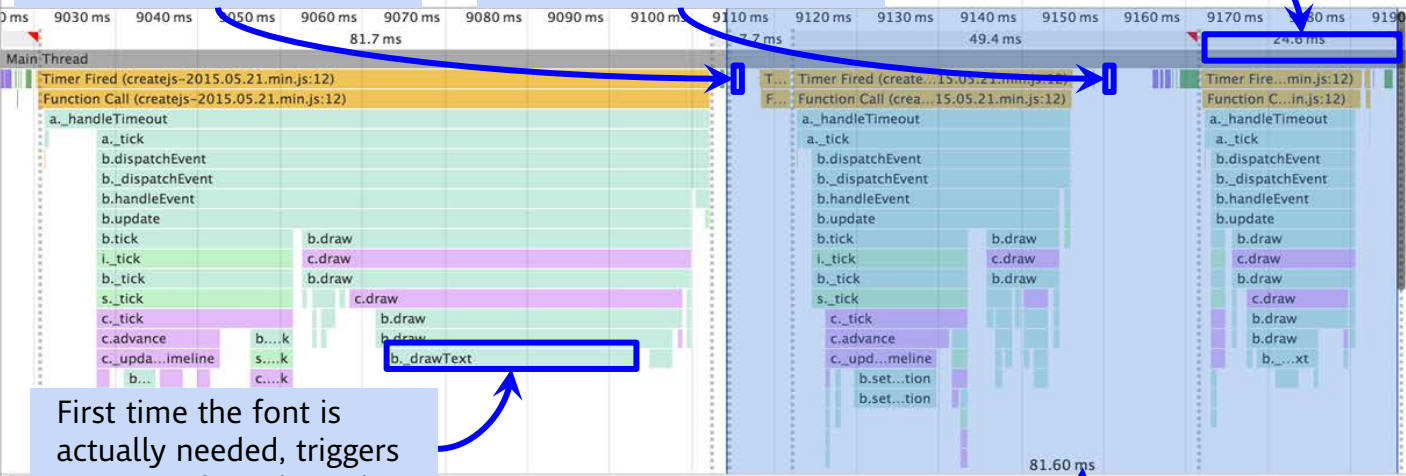 0 ms 9030 ms 9040 ms 9050 ms 9060 ms 9070 ms 9080 ms 9090 ms 9100 ms 9110 ms 9120 ms 9130 ms 9140 ms 9150 ms 9160 ms 9170 ms 9180 ms 9190
81.7 ms 7.7 ms 49.4 ms 24.6 ms
Main Thread
Timer Fired (createjs-2015.05.21.min.js:12) T... Timer Fired (create...15.05.21.min.js:12) Timer Fire...min.js:12)
Function Call (createjs-2015.05.21.min.js:12) F... Function Call (crea...15.05.21.min.js:12) Function C...in.js:12)
a._handleTimeout a._handleTimeout a._handleTimeout
a._tick a._tick a._tick
b.dispatchEvent b.dispatchEvent b.dispatchEvent
b._dispatchEvent b._dispatchEvent b._dispatchEvent
b.handleEvent b.handleEvent b.handleEvent
b.update b.update b.update
b.tick b.draw b.tick b.draw b.draw
i._tick c.draw i._tick c.draw c.draw
b._tick b.draw b._tick b.draw b.draw
s._tick c.draw s._tick c.draw
c._tick b.draw c._tick b.draw
c.advance b....k b.draw c.advance b.draw
c._upda...imeline s....k b._drawText c._upd...meline b._...xt
b... c....k b.set...tion
b.set...tion
First time the font is
actually needed, triggers
81.60 ms